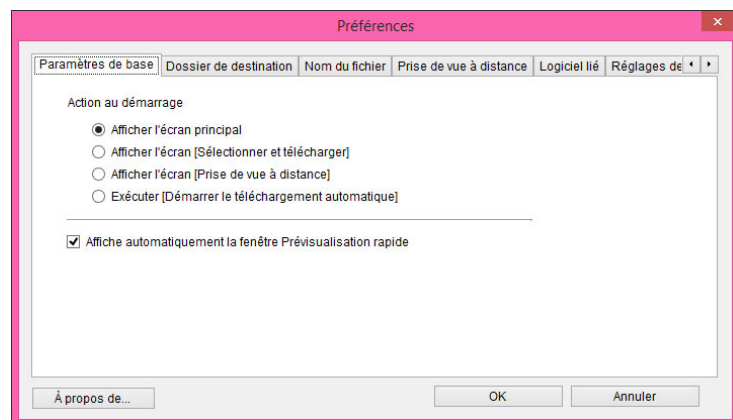 Préférences
Paramètres de base Dossier de destination Nom du fichier Prise de vue à distance Logiciel lié Réglages de
Action au démarrage
Afficher l'écran principal
Afficher l'écran [Sélectionner et télécharger]
Afficher l'écran [Prise de vue à distance]
Exécuter [Démarrer le téléchargement automatique]
Affiche automatiquement la fenêtre Prévisualisation rapide
À propos de... OK Annuler